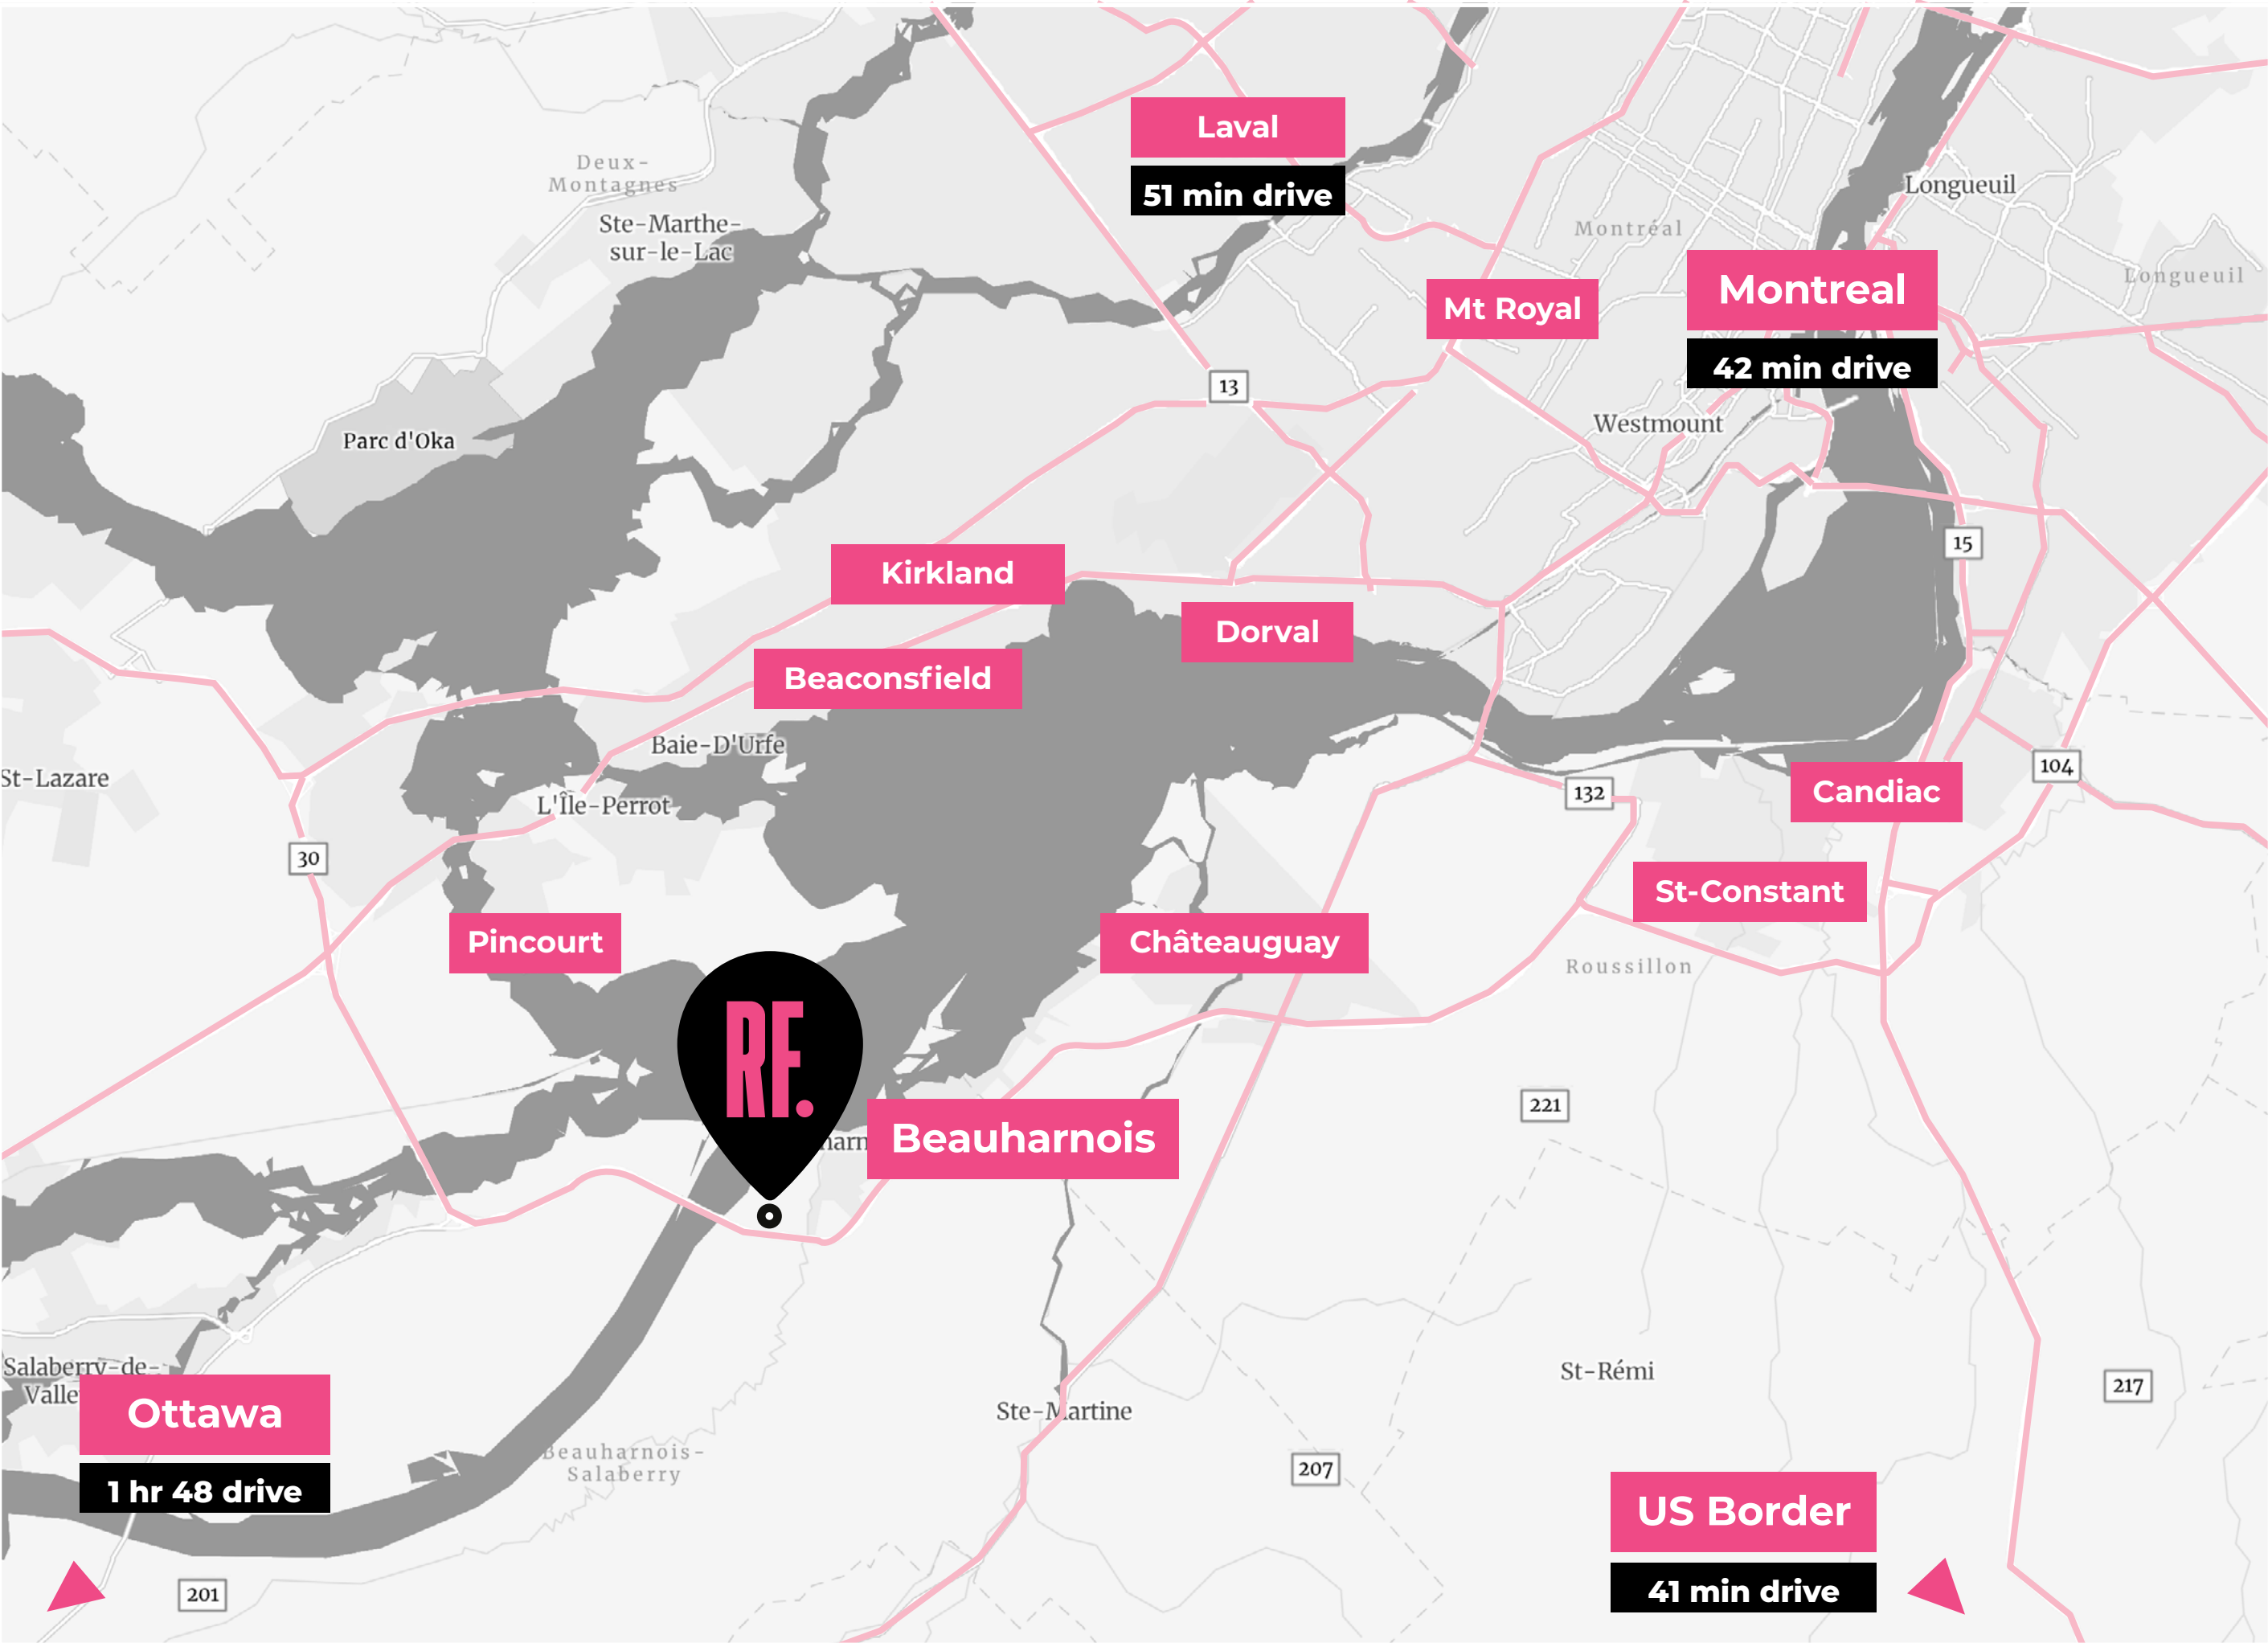 Laval
51 min drive
Deux-
Montagnes
Longueuil
Ste-Marthe-
sur-le-Lac
Montréal
Longueuil
Montreal
42 min drive
Mt Royal
13
Westmount
Parc d'Oka
15
Kirkland
Dorval
Beaconsfield
Baie-D'Urfe
104
St-Lazare
132
Candiac
L'Île-Perrot
30
St-Constant
Pincourt
Châteauguay
Roussillon
RF.
221
Beauharnois
Salaberry-de-
Ottawa
1 hr 48 drive
St-Rémi
217
Ste-Martine
Beauharnois-
Salaberry
207
US Border
41 min drive
201